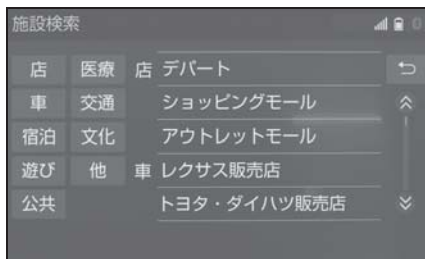 施設検索
店 医療 店 デパート
車 交通 ショッピングモール
宿泊 文化 アウトレットモール
遊び 他 車 レクサス販売店
公共 トヨタ・ダイハツ販売店